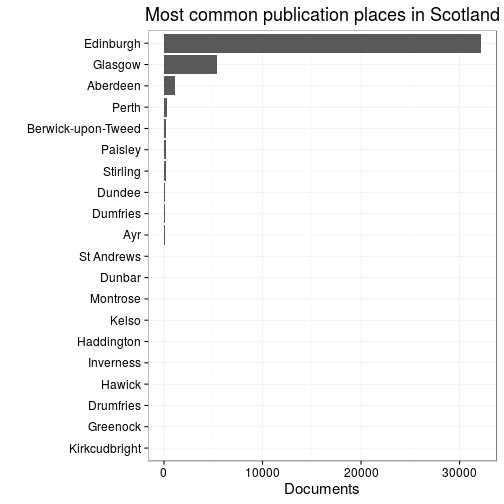 Most common publication places in Scotland
Edinburgh
Glasgow
Aberdeen
Perth
Berwick-upon-Tweed
Paisley
Stirling
Dundee
Dumfries
Ayr
St Andrews
Dunbar
Montrose
Kelso
Haddington
Inverness
Hawick
Drumfries
Greenock
Kirkcudbright
0 10000 20000 30000
Documents